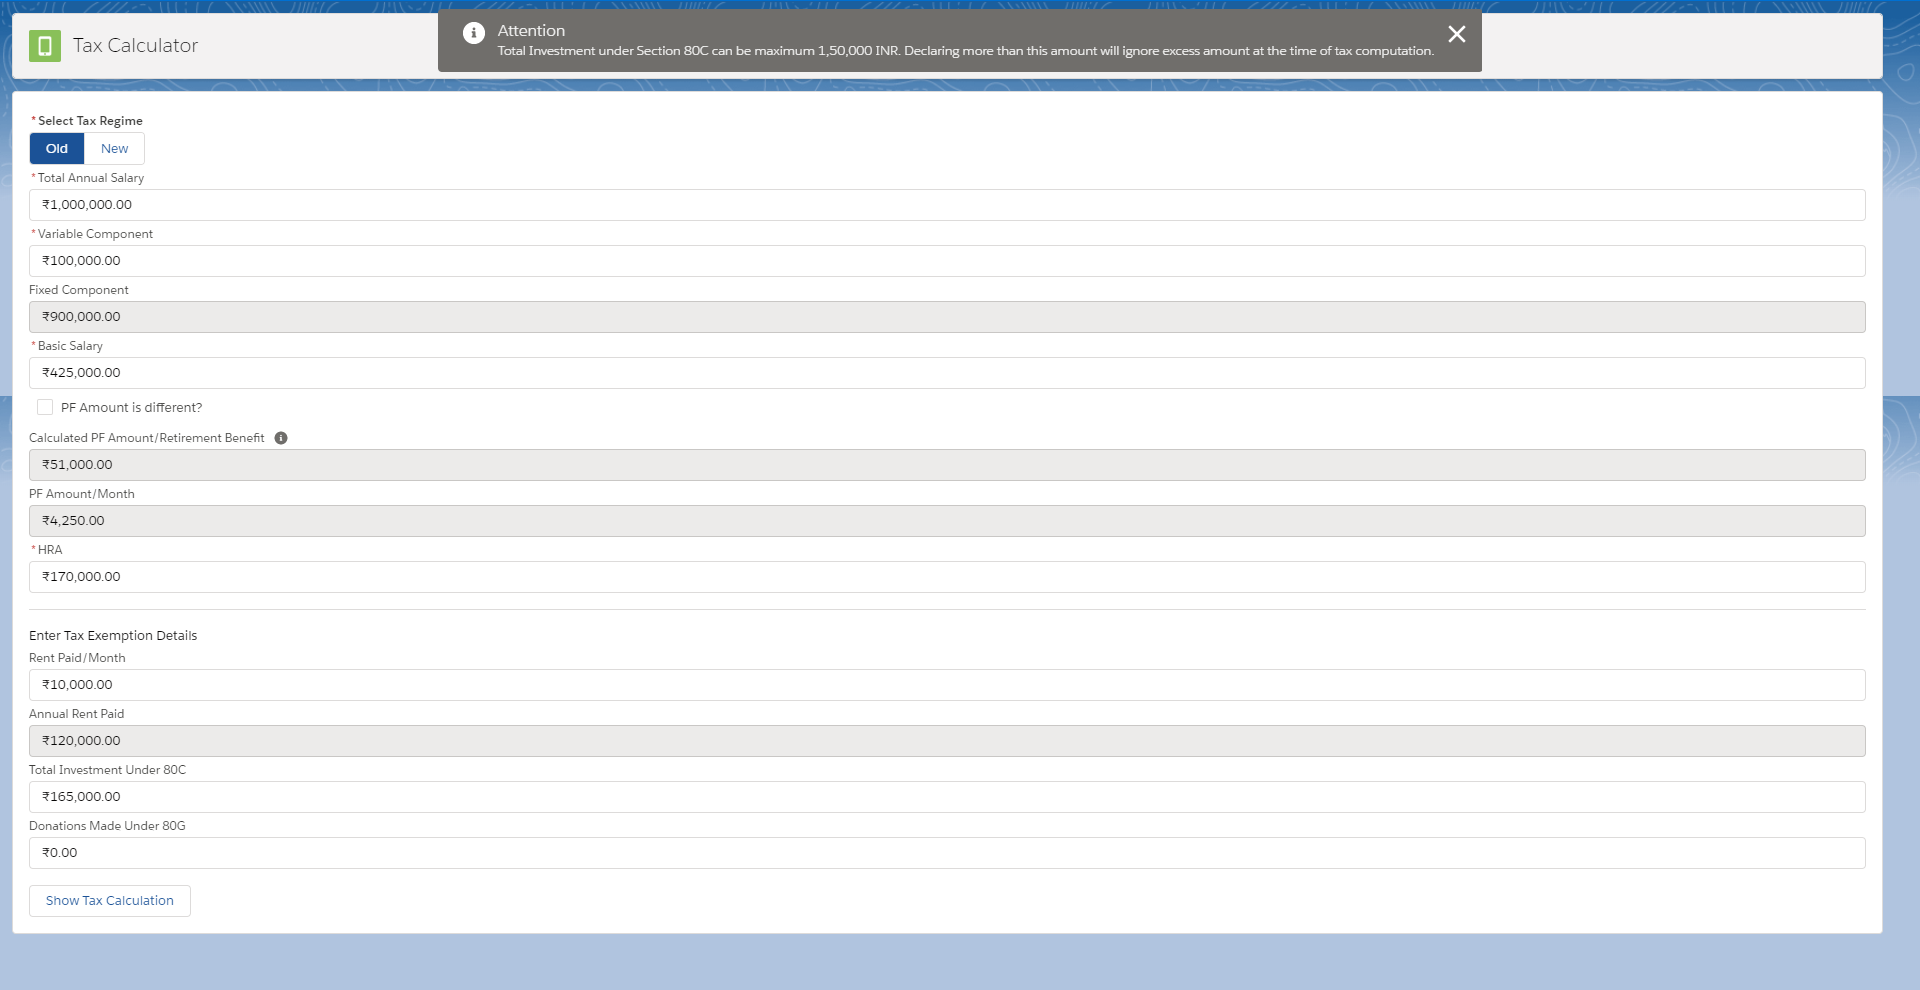 Tax Calculator
Attention
Total Investment under Section 80C can be maximum 1,50,000 INR. Declaring more than this amount will ignore excess amount at the time of tax computation.
*Select Tax Regime
Old New
*Total Annual Salary
₹1,000,000.00
*Variable Component
₹100,000.00
Fixed Component
₹900,000.00
*Basic Salary
₹425,000.00
PF Amount is different?
Calculated PF Amount/Retirement Benefit
₹51,000.00
PF Amount/Month
₹4,250.00
*HRA
₹170,000.00
Enter Tax Exemption Details
Rent Paid/Month
₹10,000.00
Annual Rent Paid
₹120,000.00
Total Investment Under 80C
₹165,000.00
Donations Made Under 80G
₹0.00
Show Tax Calculation